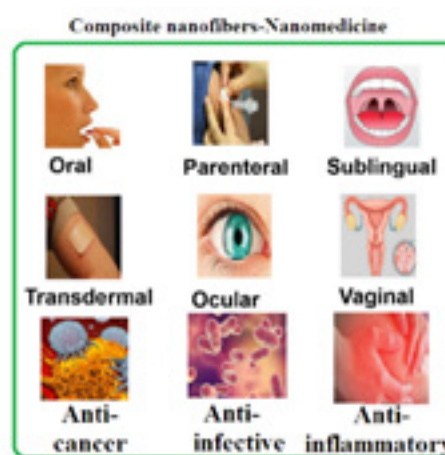 Composite nanofibers-Nanomedicine
Oral Parenteral Sublingual
Transdermal Ocular Vaginal
Anti- Anti- Anti-
cancer infective inflammatory